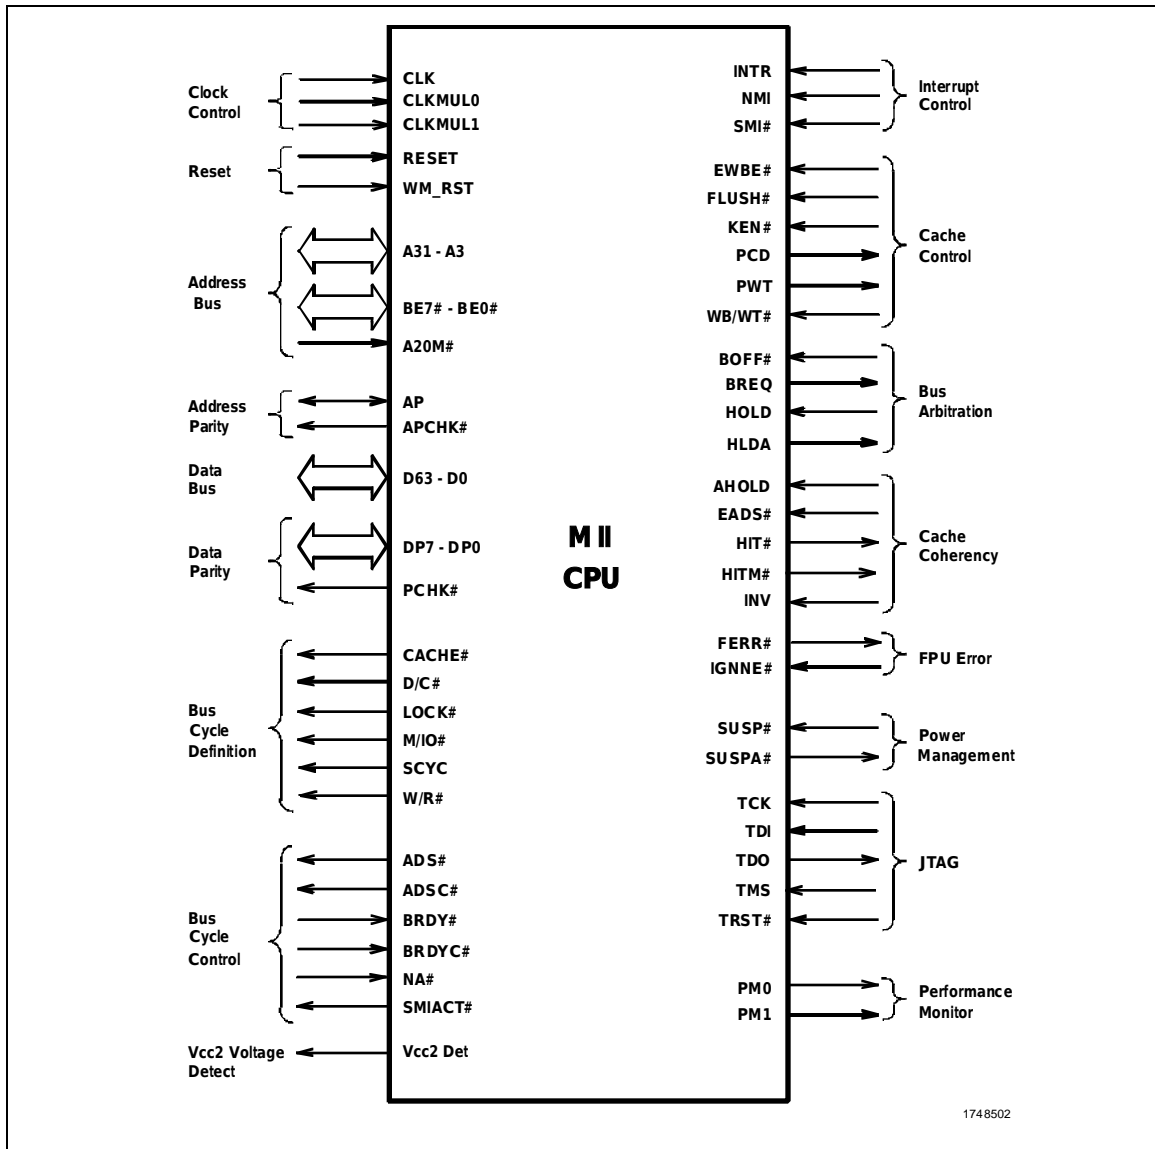 Clock
Control
CLK
CLKMUL0
CLKMUL1
Reset
RESET
WM_RST
Address
Bus
A31 - A3
BE7# - BE0#
A20M#
Address
Parity
AP
APCHK#
Data
Bus
D63 - D0
Data
Parity
DP7 - DP0
PCHK#
Bus
Cycle
Definition
CACHE#
D/C#
LOCK#
M/IO#
SCYC
W/R#
Bus
Cycle
Control
ADS#
ADSC#
BRDY#
BRDYC#
NA#
SMIACT#
Vcc2 Voltage
Detect
Vcc2 Det
M II
CPU
INTR
NMI
SMI#
Interrupt
Control
EWBE#
FLUSH#
KEN#
PCD
PWT
WB/WT#
Cache
Control
BOFF#
BREQ
HOLD
HLDA
Bus
Arbitration
AHOLD
EADS#
HIT#
HITM#
INV
Cache
Coherency
FERR#
IGNNE#
FPU Error
SUSP#
SUSPA#
Power
Management
TCK
TDI
TDO
TMS
TRST#
JTAG
PM0
PM1
Performance
Monitor
1748502